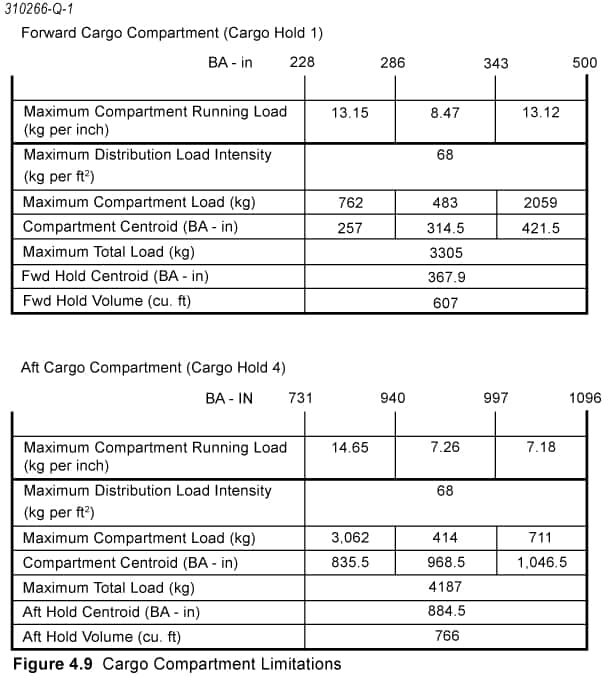 310266-Q-1
Forward Cargo Compartment (Cargo Hold 1)
BA - in 228 286 343 500
Maximum Compartment Running Load 13.15 8.47 13.12
(kg per inch)
Maximum Distribution Load Intensity 68
(kg per ft²)
Maximum Compartment Load (kg) 762 483 2059
Compartment Centroid (BA - in) 257 314.5 421.5
Maximum Total Load (kg) 3305
Fwd Hold Centroid (BA - in) 367.9
Fwd Hold Volume (cu. ft) 607
Aft Cargo Compartment (Cargo Hold 4)
BA - IN 731 940 997 1096
Maximum Compartment Running Load 14.65 7.26 7.18
(kg per inch)
Maximum Distribution Load Intensity 68
(kg per ft²)
Maximum Compartment Load (kg) 3,062 414 711
Compartment Centroid (BA - in) 835.5 968.5 1,046.5
Maximum Total Load (kg) 4187
Aft Hold Centroid (BA - in) 884.5
Aft Hold Volume (cu. ft) 766
Figure 4.9 Cargo Compartment Limitations